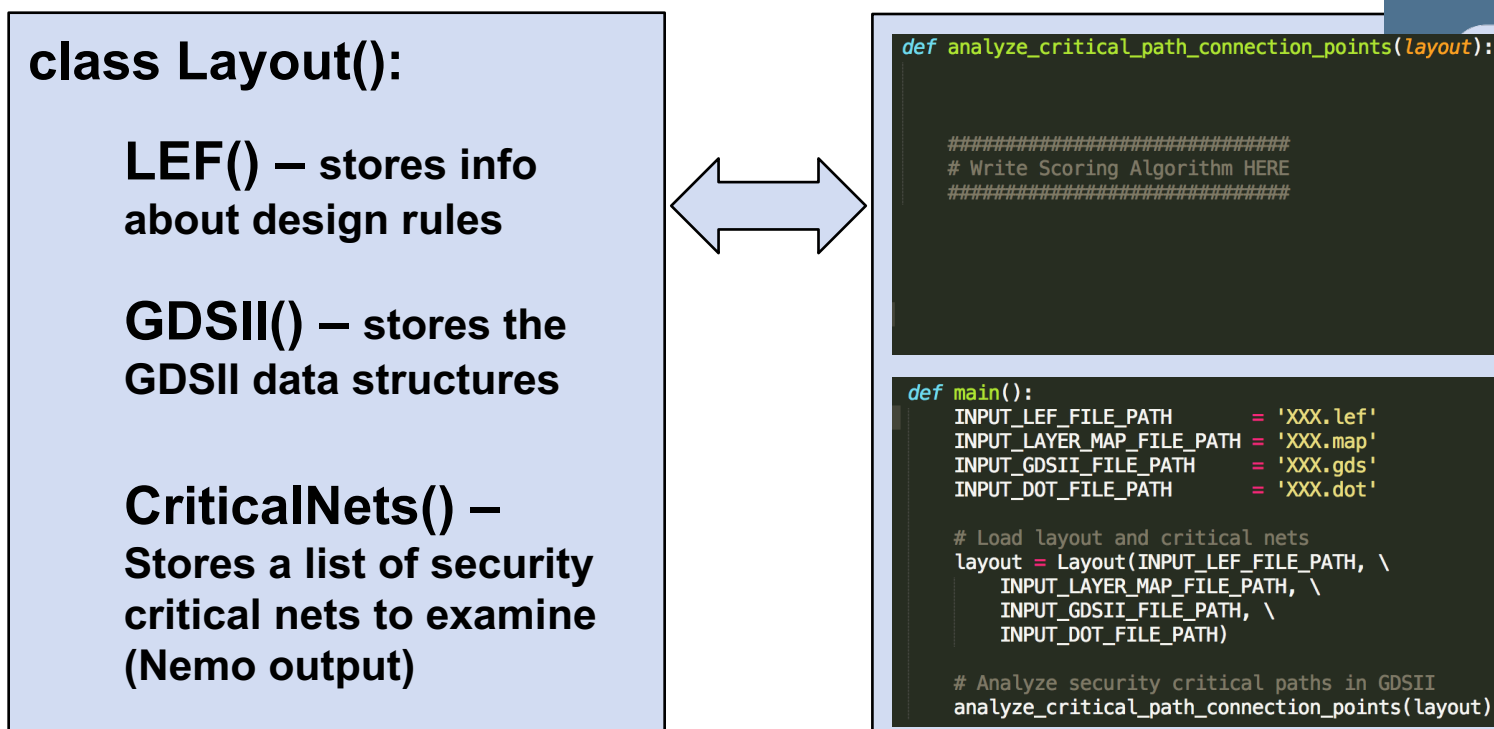 class Layout():
LEF() – stores info
about design rules
GDSII() – stores the
GDSII data structures
CriticalNets() –
Stores a list of security
critical nets to examine
(Nemo output)
def analyze_critical_path_connection_points(layout):
##############################
# Write Scoring Algorithm HERE
##############################
def main():
INPUT_LEF_FILE_PATH = 'XXX.lef'
INPUT_LAYER_MAP_FILE_PATH = 'XXX.map'
INPUT_GDSII_FILE_PATH = 'XXX.gds'
INPUT_DOT_FILE_PATH = 'XXX.dot'
# Load layout and critical nets
layout = Layout(INPUT_LEF_FILE_PATH, \
INPUT_LAYER_MAP_FILE_PATH, \
INPUT_GDSII_FILE_PATH, \
INPUT_DOT_FILE_PATH)
# Analyze security critical paths in GDSII
analyze_critical_path_connection_points(layout)